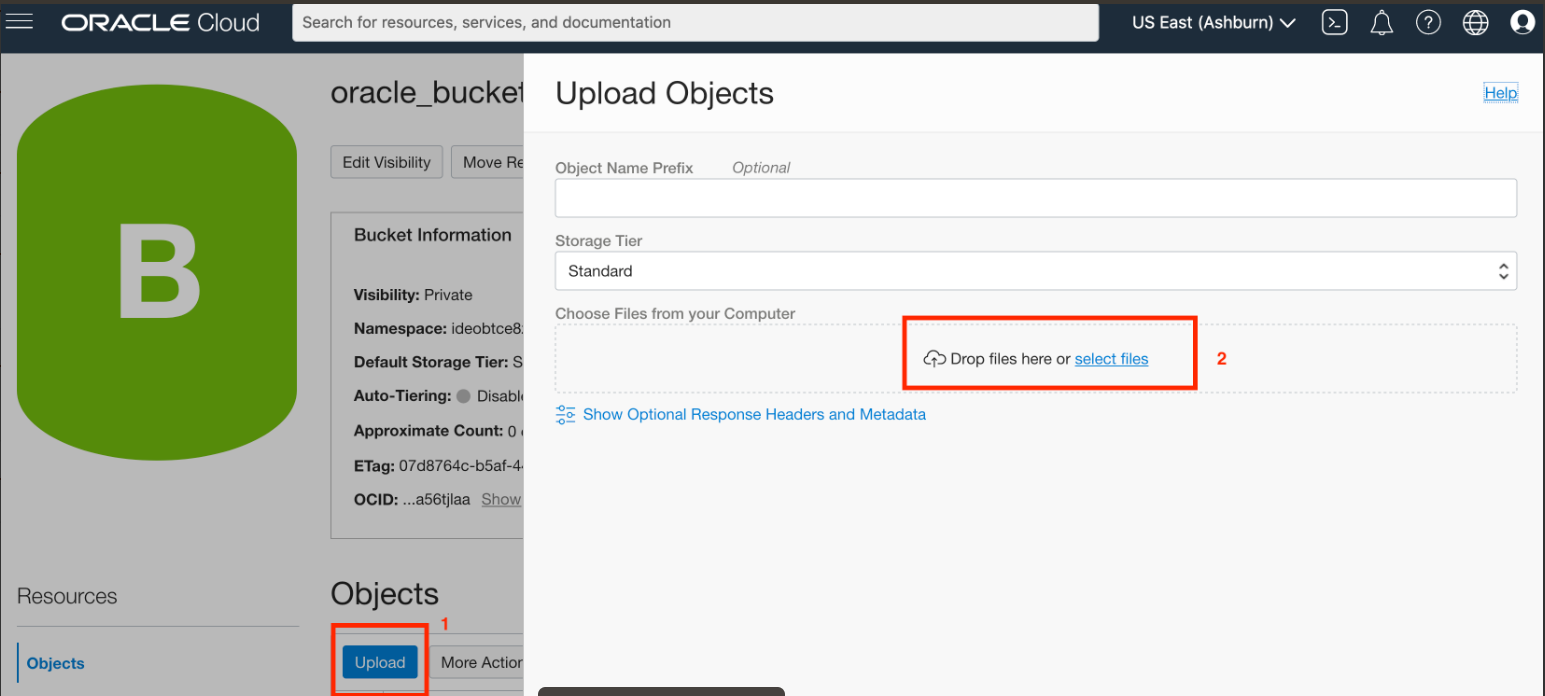 ORACLE Cloud
Search for resources, services, and documentation
US East (Ashburn)
B
oracle_bucket
Edit Visibility
Move Re
Bucket Information
Visibility: Private
Namespace: ideobtce8
Default Storage Tier: S
Auto-Tiering: Disable
Approximate Count: 0
ETag: 07d8764c-b5af-4
OCID: ...a56tjlaa Show
Resources
Objects
Objects
1
Upload
More Action
Upload Objects
Help
Object Name Prefix Optional
Storage Tier
Standard
Choose Files from your Computer
Drop files here or select files
2
Show Optional Response Headers and Metadata